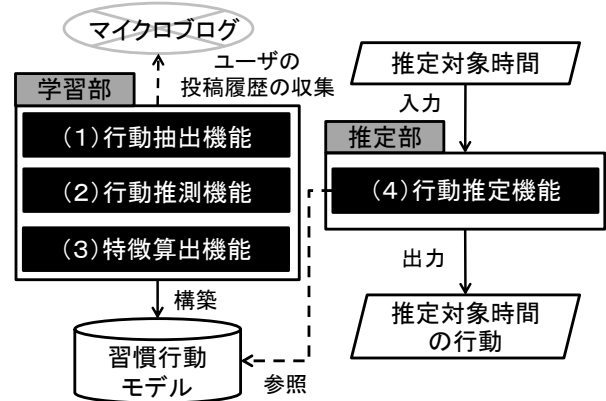 マイクロブログ
ユーザの
投稿履歴の収集
学習部
(1)行動抽出機能
(2)行動推測機能
(3)特徴算出機能
構築
習慣行動
モデル
推定対象時間
入力
推定部
(4)行動推定機能
出力
推定対象時間
の行動
参照